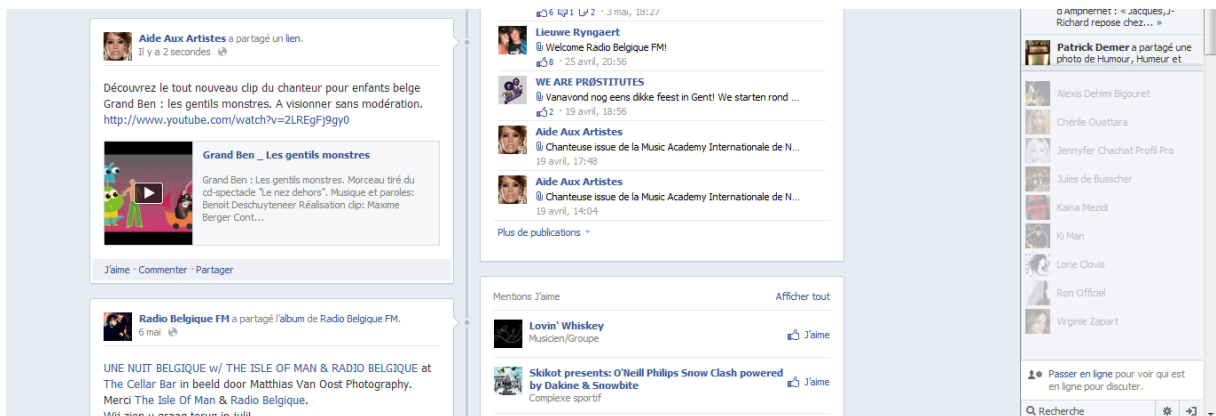 Aide Aux Artistes a partagé un lien.
Il y a 2 secondes
Découvrez le tout nouveau clip du chanteur pour enfants belge
Grand Ben : les gentils monstres. A visionner sans modération.
http://www.youtube.com/watch?v=2LREgFj9gy0
Grand Ben _ Les gentils monstres
Grand Ben : Les gentils monstres. Morceau tiré du
cd-spectacle "Le nez dehors". Musique et paroles:
Benoit Deschuyteneer Réalisation clip: Maxime
Berger Cont...
J'aime · Commenter · Partager
Radio Belgique FM a partagé l'album de Radio Belgique FM.
6 mai
UNE NUIT BELGIQUE w/ THE ISLE OF MAN & RADIO BELGIQUE at
The Cellar Bar in beeld door Matthias Van Oost Photography.
Merci The Isle Of Man & Radio Belgique.
Wij zien u graag terug in juli!
6 1 2 · 3 mai, 18:27
Lieuwe Ryngaert
Welcome Radio Belgique FM!
8 · 25 avril, 20:56
WE ARE PRØSTITUTES
Vanavond nog eens dikke feest in Gent! We starten rond ...
2 · 19 avril, 18:56
Aide Aux Artistes
Chanteuse issue de la Music Academy Internationale de N...
19 avril, 17:48
Aide Aux Artistes
Chanteuse issue de la Music Academy Internationale de N...
19 avril, 14:04
Plus de publications
Mentions J'aime Afficher tout
Lovin' Whiskey
Musicien/Groupe
J'aime
Skikot presents: O'Neill Philips Snow Clash powered
by Dakine & Snowbite
Complexe sportif
J'aime
d'Amphernet : « Jacques,J-
Richard repose chez... »
Patrick Demer a partagé une
photo de Humour, Humeur et
Alexis Dehimi Bigouret
Chérile Ouattara
Jennyfer Chachat Profil Pro
Jules de Busscher
Kaina Mezidi
Ki Man
Lorie Clovis
Ron Officiel
Virginie Zapart
Passer en ligne pour voir qui est
en ligne pour discuter.
Recherche